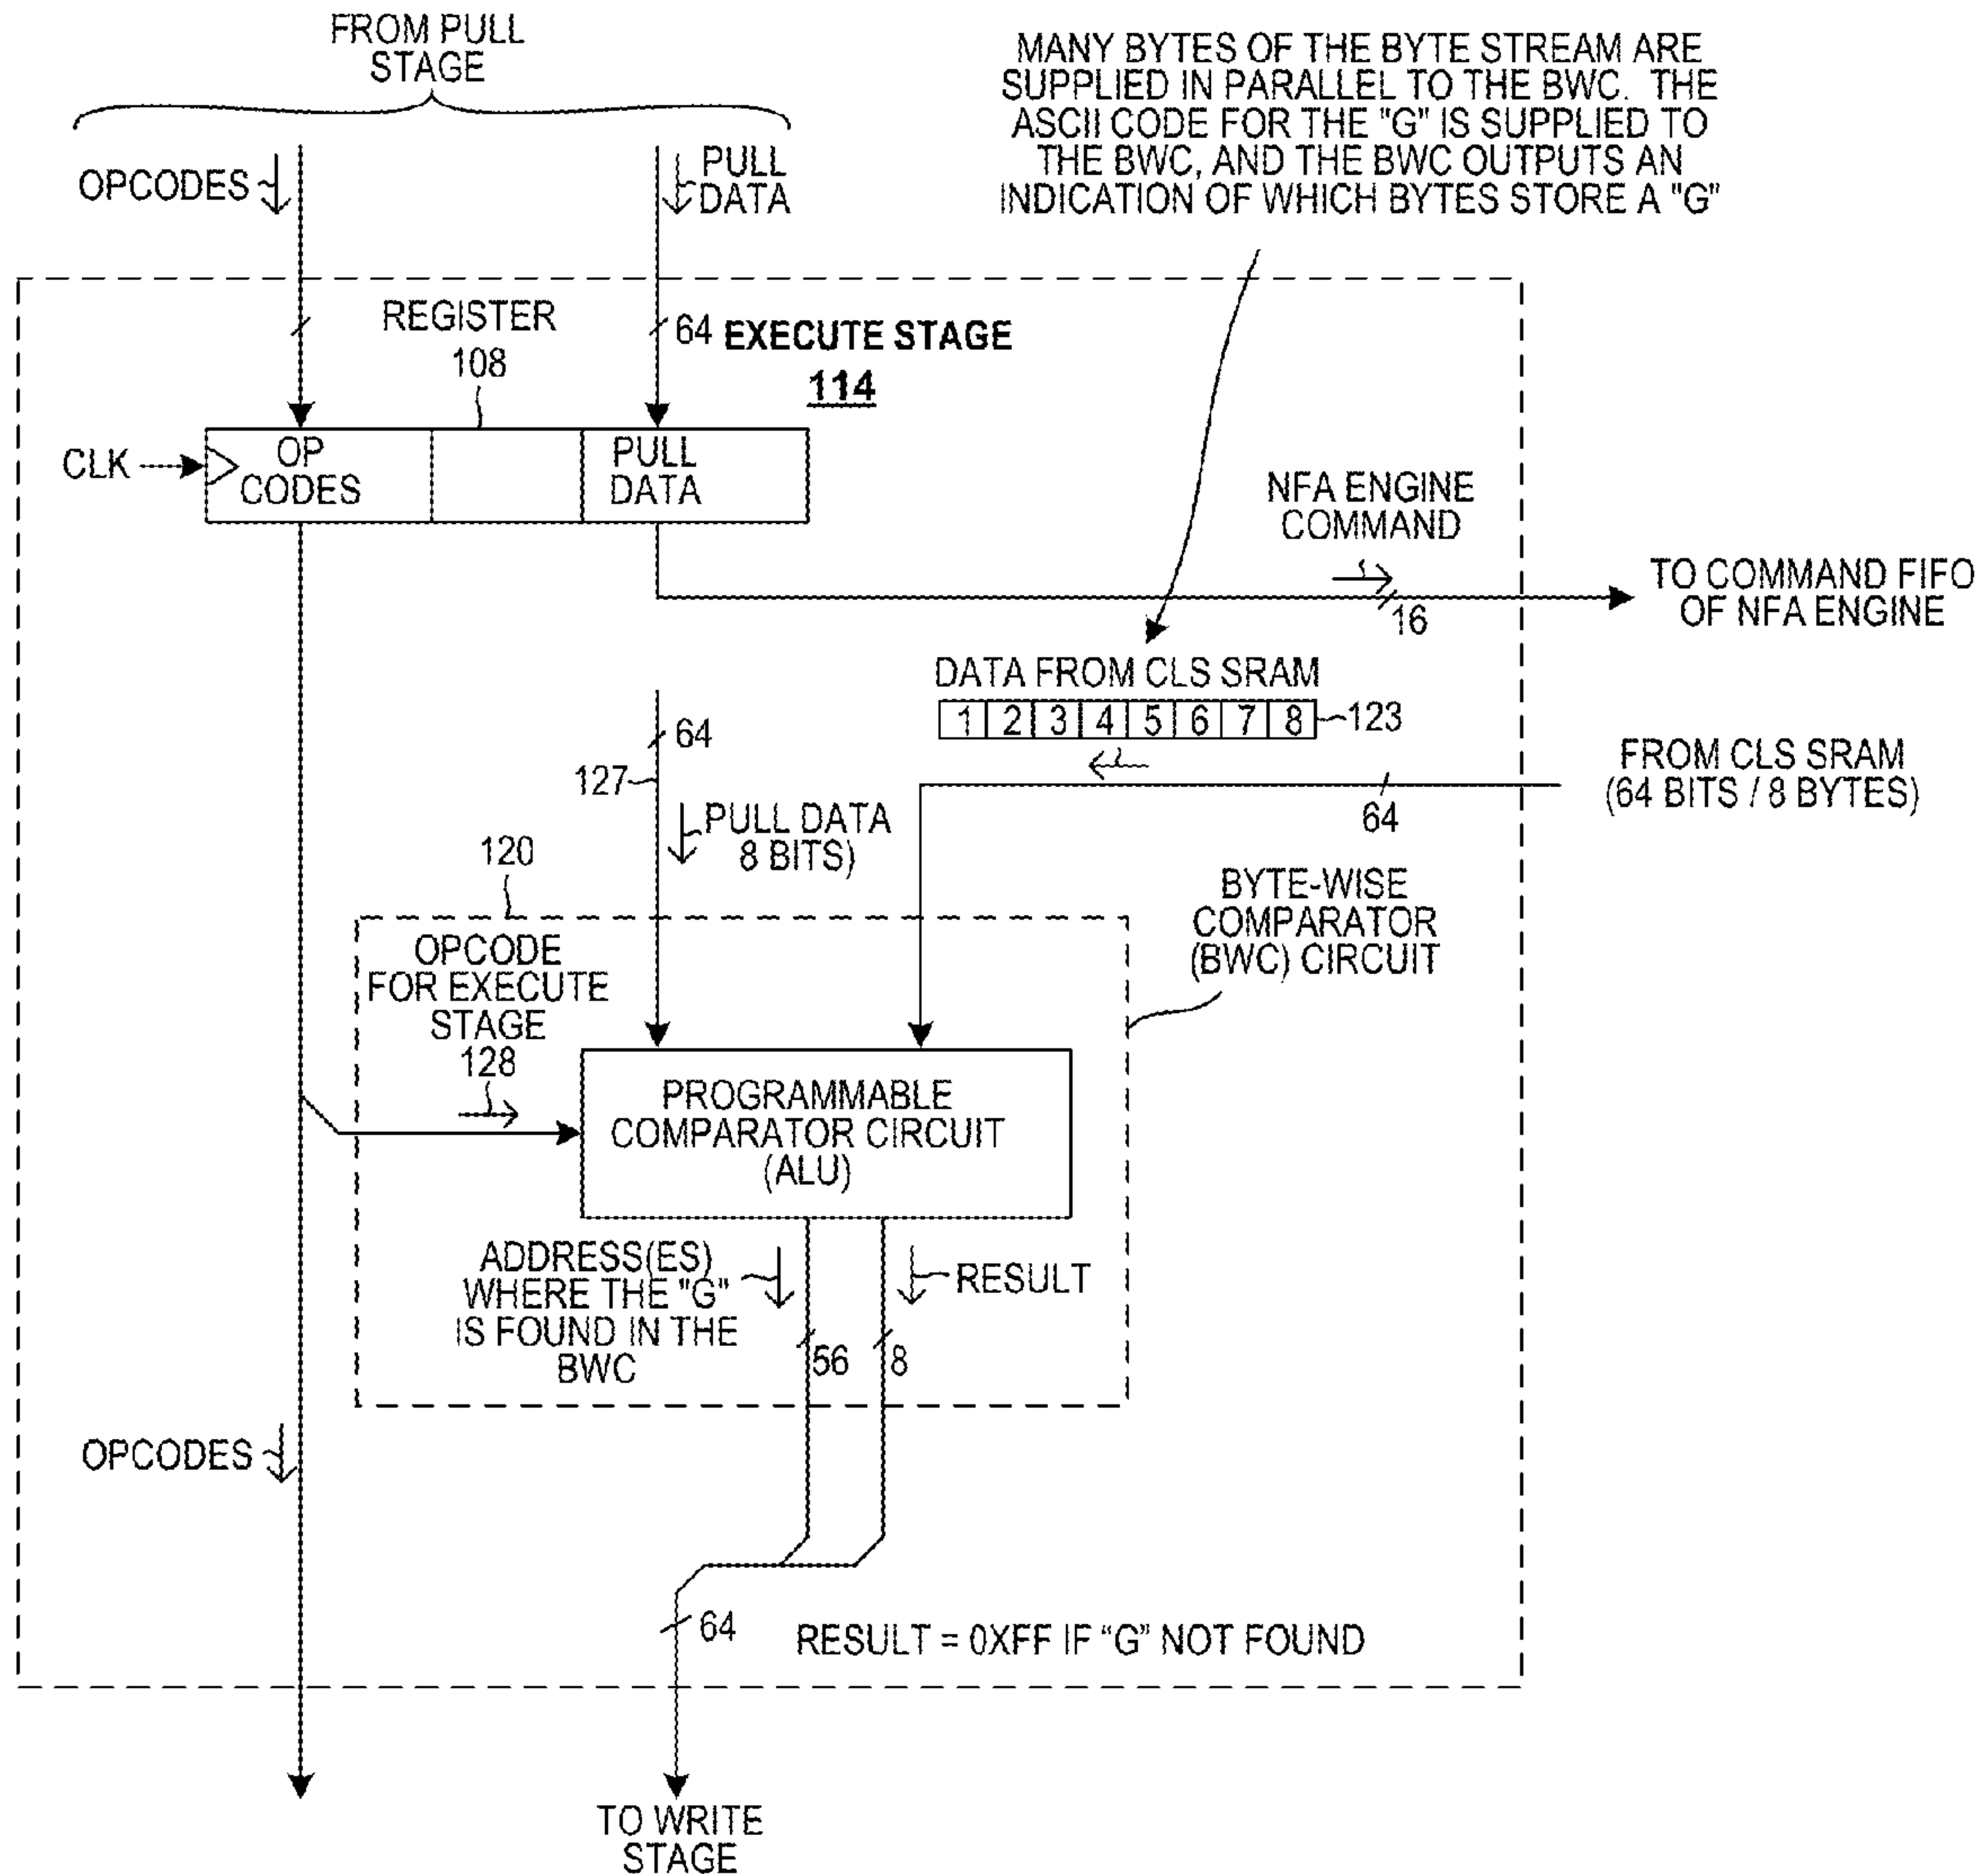 FROM PULL
STAGE
MANY BYTES OF THE BYTE STREAM ARE
SUPPLIED IN PARALLEL TO THE BWC. THE
ASCII CODE FOR THE "G" IS SUPPLIED TO
THE BWC, AND THE BWC OUTPUTS AN
INDICATION OF WHICH BYTES STORE A "G"
OPCODES
PULL
DATA
REGISTER
108
64
EXECUTE STAGE
114
CLK
OP
CODES
PULL
DATA
NFA ENGINE
COMMAND
16
TO COMMAND FIFO
OF NFA ENGINE
DATA FROM CLS SRAM
1 2 3 4 5 6 7 8
123
64
127
FROM CLS SRAM
(64 BITS / 8 BYTES)
64
PULL DATA
8 BITS)
120
BYTE-WISE
COMPARATOR
(BWC) CIRCUIT
OPCODE
FOR EXECUTE
STAGE
128
PROGRAMMABLE
COMPARATOR CIRCUIT
(ALU)
ADDRESS(ES)
WHERE THE "G"
IS FOUND IN THE
BWC
RESULT
56
8
OPCODES
64
RESULT = 0XFF IF “G” NOT FOUND
TO WRITE
STAGE